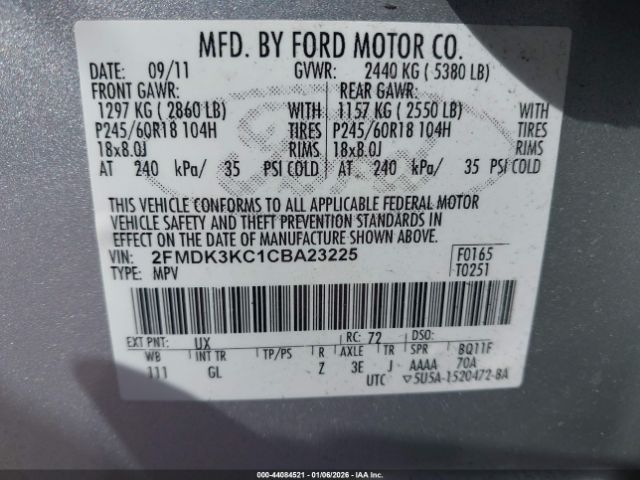 MFD. BY FORD MOTOR CO.
DATE: 09/11 GVWR: 2440 KG ( 5380 LB)
FRONT GAWR: REAR GAWR:
1297 KG ( 2860 LB) WITH 1157 KG ( 2550 LB) WITH
P245/60R18 104H TIRES P245/60R18 104H TIRES
18x8.0J RIMS 18x8.0J RIMS
AT 240 kPa/ 35 PSI COLD AT 240 kPa/ 35 PSI COLD
THIS VEHICLE CONFORMS TO ALL APPLICABLE FEDERAL MOTOR
VEHICLE SAFETY AND THEFT PREVENTION STANDARDS IN
EFFECT ON THE DATE OF MANUFACTURE SHOWN ABOVE.
VIN: 2FMDK3KC1CBA23225 F0165
TYPE: MPV T0251
EXT PNT: UX RC: 72 DSO:
WB INT TR TP/PS R AXLE TR SPR BQ11F
111 GL Z 3E J AAAA 70A
UTC ▽5U5A-1520472-BA
000-44084521 - 01/06/2026 - IAAI.com